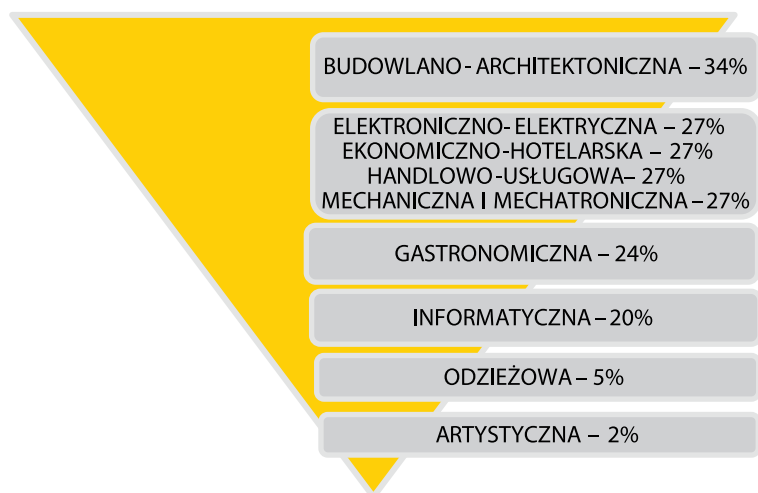 BUDOWLANO-ARCHITEKTONICZNA – 34%
ELEKTRONICZNO-ELEKTRYCZNA – 27%
EKONOMICZNO-HOTELARSKA – 27%
HANDLOWO-USŁUGOWA– 27%
MECHANICZNA I MECHATRONICZNA – 27%
GASTRONOMICZNA – 24%
INFORMATYCZNA – 20%
ODZIEŻOWA – 5%
ARTYSTYCZNA – 2%